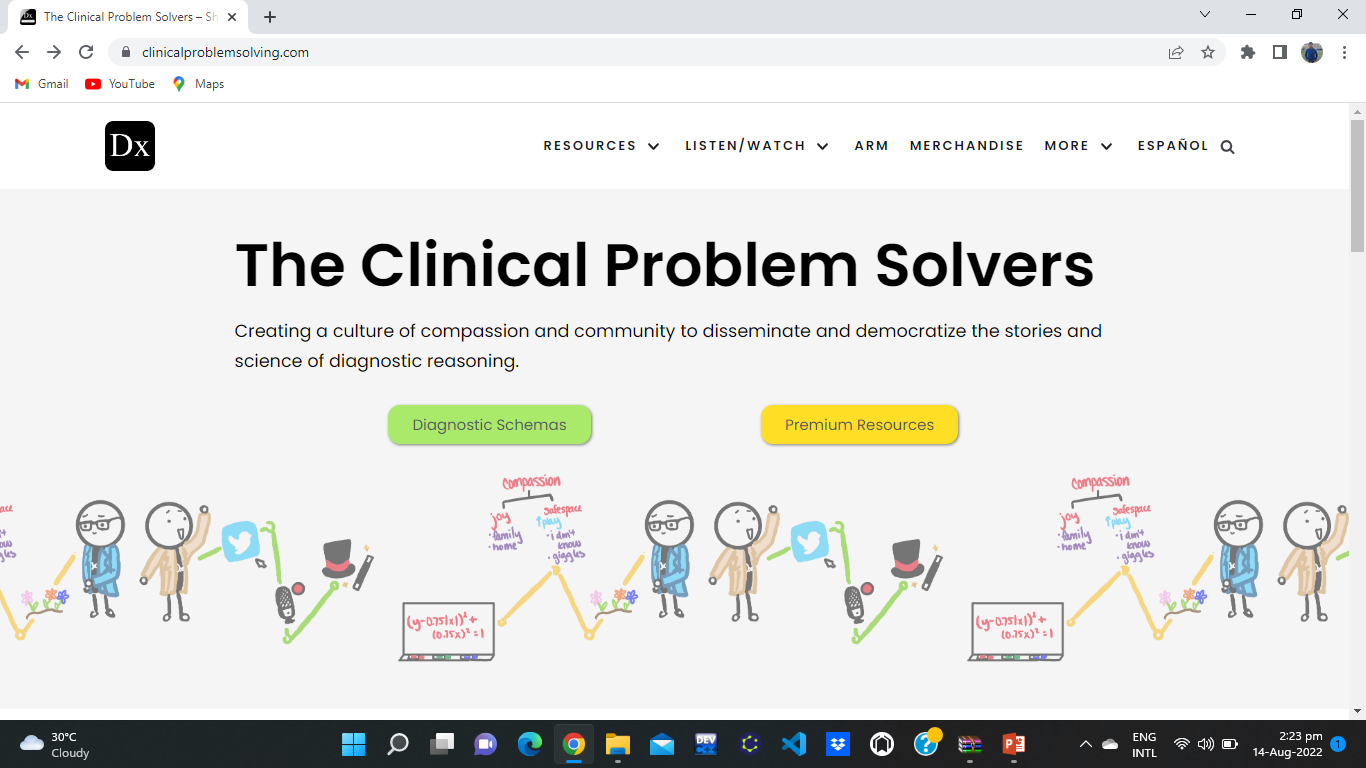 The Clinical Problem Solvers – Sh
clinicalproblemsolving.com
Gmail YouTube Maps
Dx
RESOURCES LISTEN/WATCH ARM MERCHANDISE MORE ESPAÑOL
The Clinical Problem Solvers
Creating a culture of compassion and community to disseminate and democratize the stories and
science of diagnostic reasoning.
Diagnostic Schemas Premium Resources
compassion
joy
• family
• home
safespace
↑play
• i don't
know
• giggles
(y-0.75|x|)²+
(0.75x)²=1
compassion
joy
• family
• home
safespace
↑play
• i don't
know
• giggles
(y-0.75|x|)²+
(0.75x)²=1
30°C
Cloudy
DEV
ENG
INTL
2:23 pm
14-Aug-2022
1